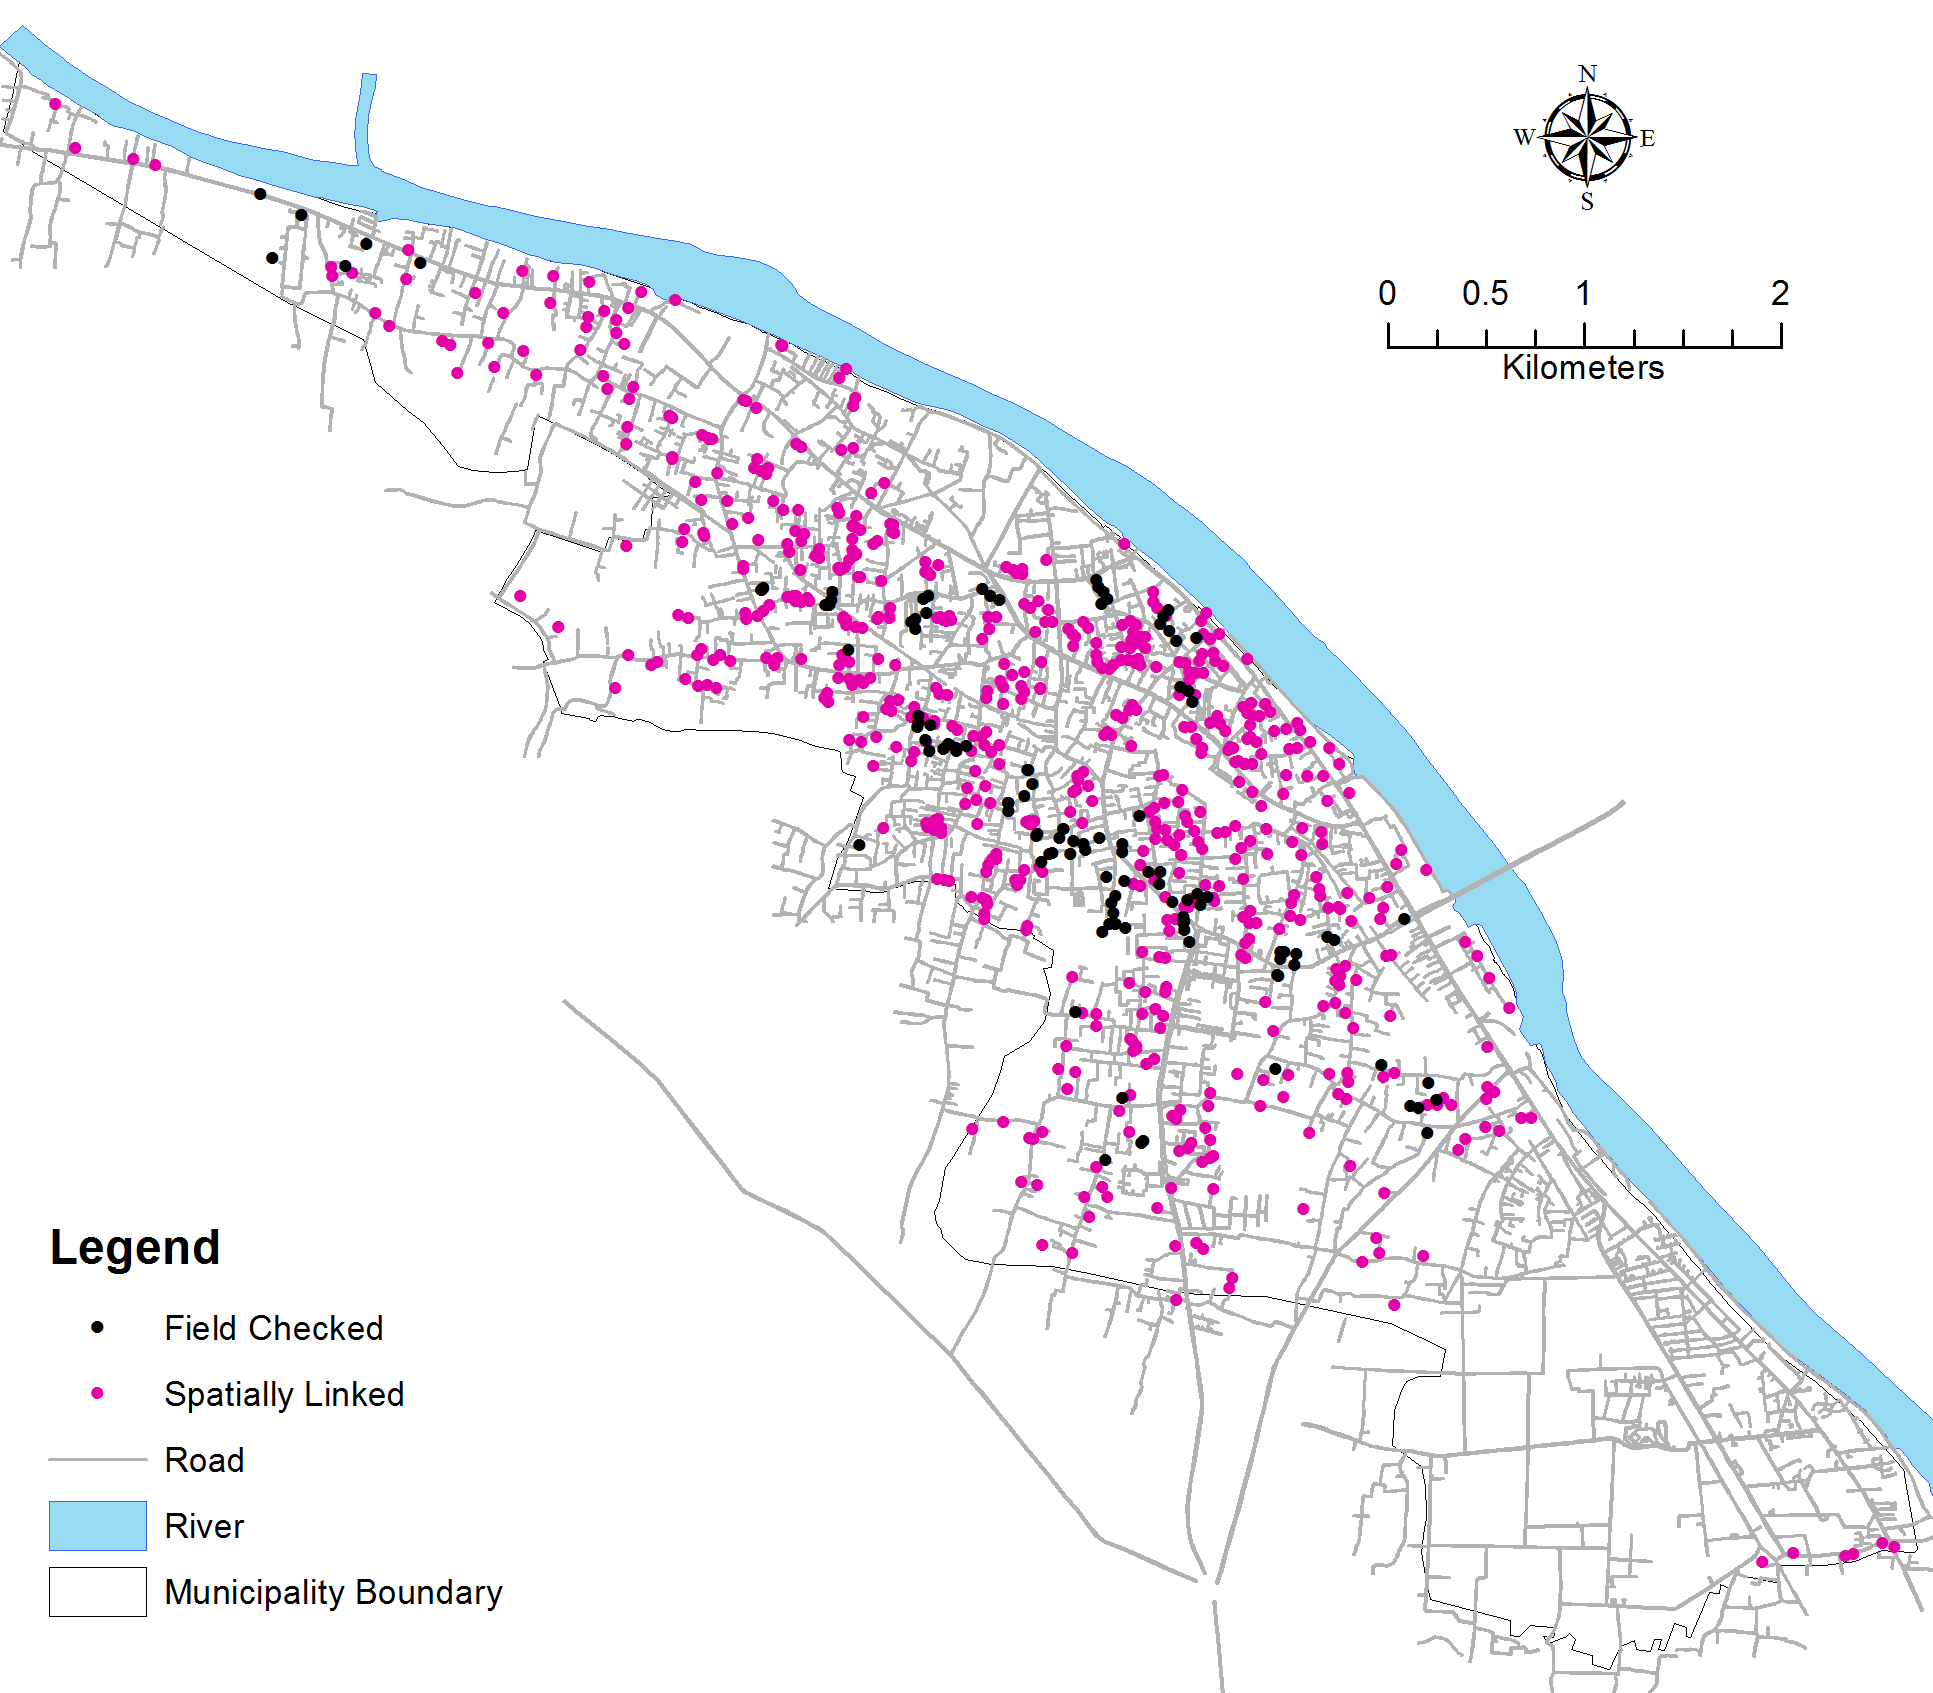 N
W E
S
0 0.5 1 2
Kilometers
Legend
Field Checked
Spatially Linked
Road
River
Municipality Boundary